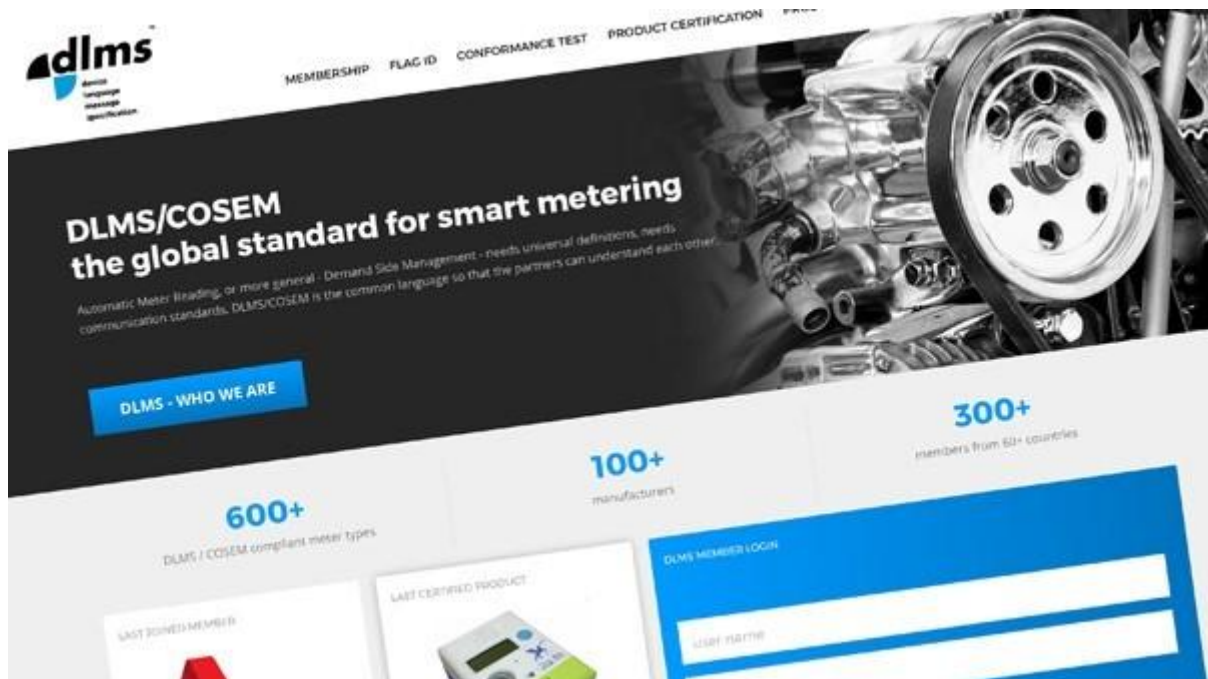 dlms
device
language
message
specification
MEMBERSHIP FLAG ID CONFORMANCE TEST PRODUCT CERTIFICATION
DLMS/COSEM
the global standard for smart metering
Automatic Meter Reading, or more general - Demand Side Management - needs universal definitions, needs
communication standards, DLMS/COSEM is the common language so that the partners can understand each other.
DLMS - WHO WE ARE
300+
members from 60+ countries
100+
manufacturers
600+
DLMS / COSEM compliant meter types
DLMS MEMBER LOGIN
LAST CERTIFIED PRODUCT
LAST JOINED MEMBER
user name